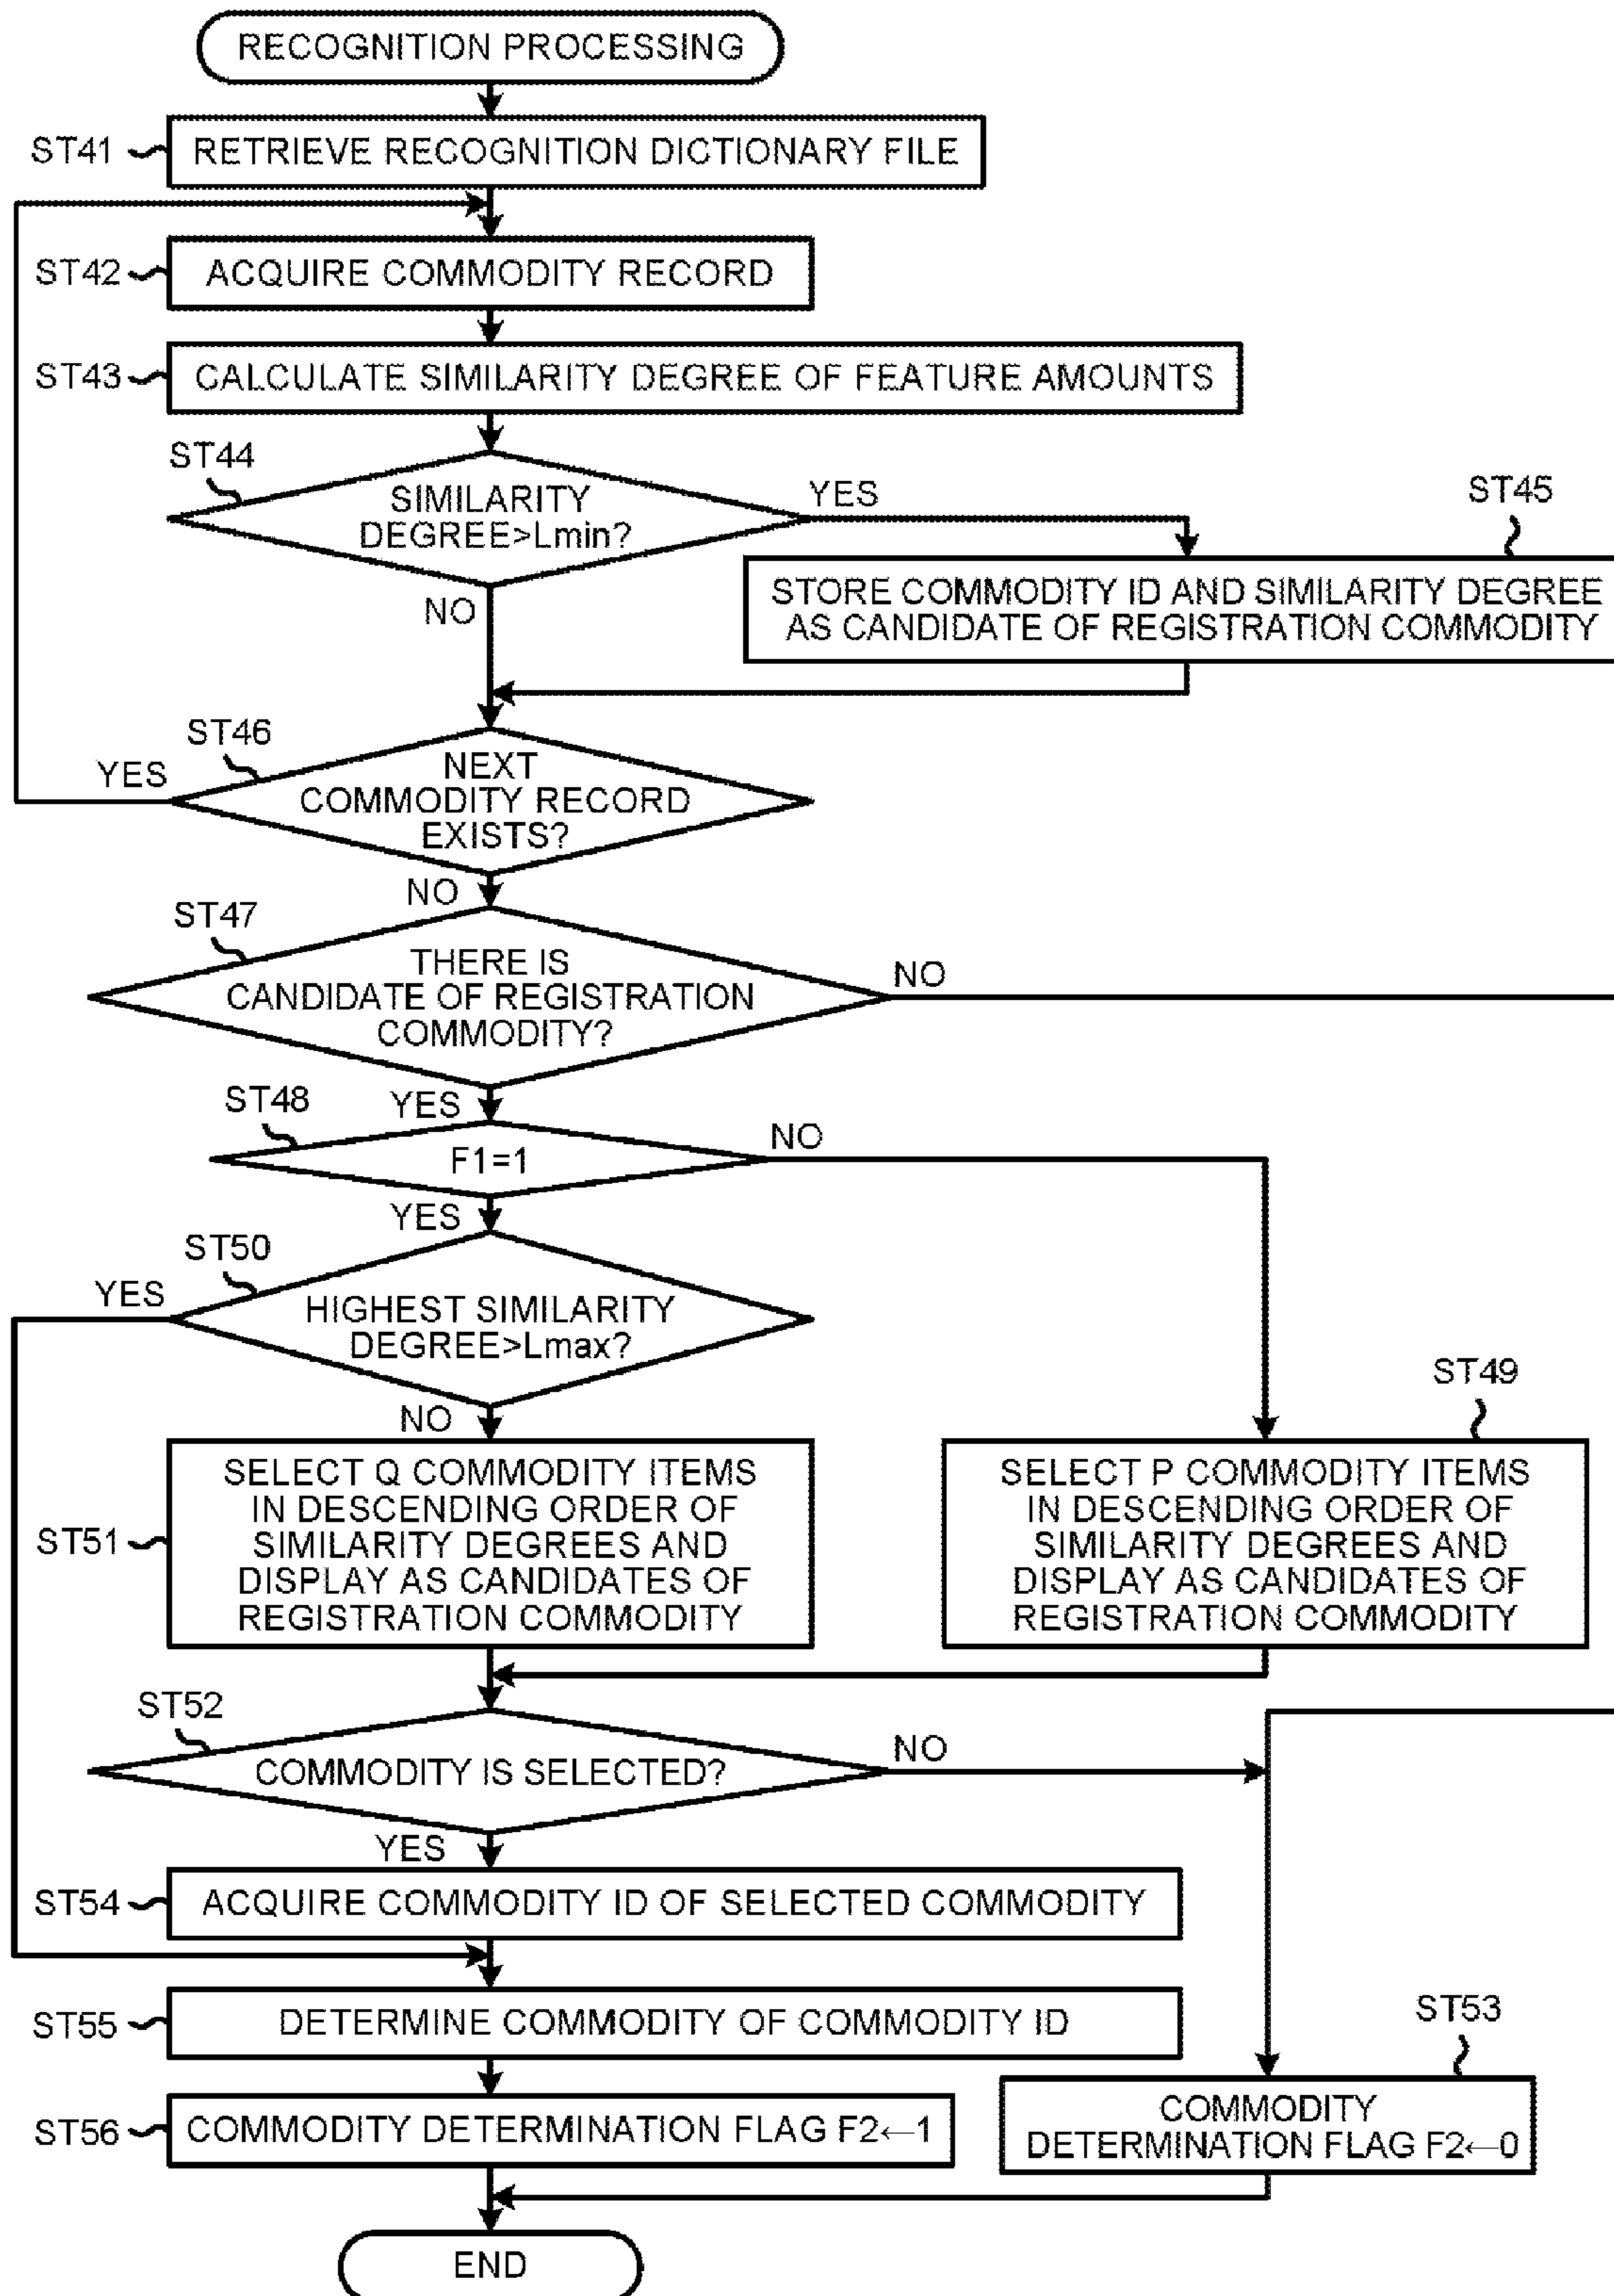 RECOGNITION PROCESSING
ST41
RETRIEVE RECOGNITION DICTIONARY FILE
ST42
ACQUIRE COMMODITY RECORD
ST43
CALCULATE SIMILARITY DEGREE OF FEATURE AMOUNTS
ST44
SIMILARITY
DEGREE>Lmin?
YES
NO
ST45
STORE COMMODITY ID AND SIMILARITY DEGREE
AS CANDIDATE OF REGISTRATION COMMODITY
ST46
YES
NEXT
COMMODITY RECORD
EXISTS?
NO
ST47
THERE IS
CANDIDATE OF REGISTRATION
COMMODITY?
NO
YES
ST48
F1=1
NO
YES
ST50
YES
HIGHEST SIMILARITY
DEGREE>Lmax?
NO
ST49
ST51
SELECT Q COMMODITY ITEMS
IN DESCENDING ORDER OF
SIMILARITY DEGREES AND
DISPLAY AS CANDIDATES OF
REGISTRATION COMMODITY
SELECT P COMMODITY ITEMS
IN DESCENDING ORDER OF
SIMILARITY DEGREES AND
DISPLAY AS CANDIDATES OF
REGISTRATION COMMODITY
ST52
COMMODITY IS SELECTED?
NO
YES
ST54
ACQUIRE COMMODITY ID OF SELECTED COMMODITY
ST55
DETERMINE COMMODITY OF COMMODITY ID
ST53
ST56
COMMODITY DETERMINATION FLAG F2←1
COMMODITY
DETERMINATION FLAG F2←0
END